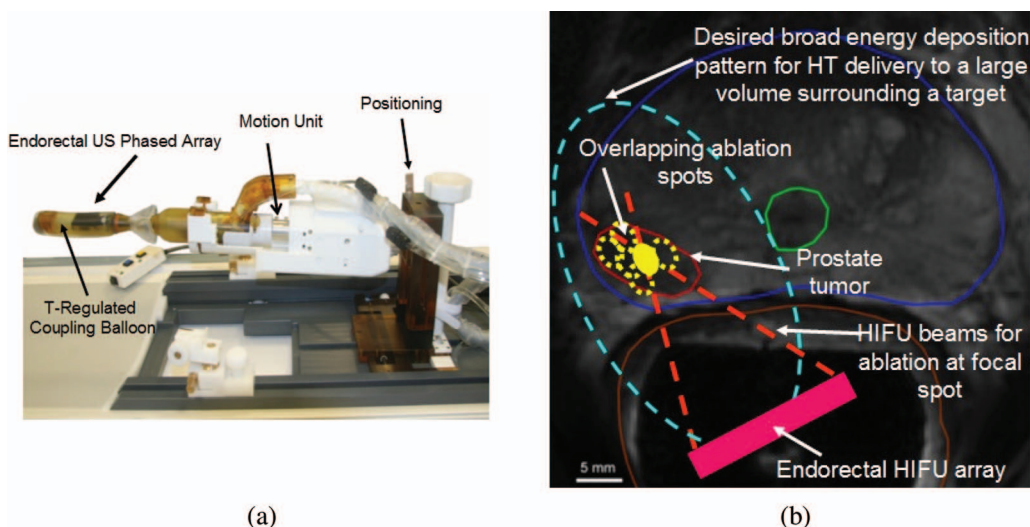 Endorectal US Phased Array
Motion Unit
Positioning
T-Regulated
Coupling Balloon
(a)
Desired broad energy deposition
pattern for HT delivery to a large
volume surrounding a target
Overlapping ablation
spots
Prostate
tumor
HIFU beams for
ablation at focal
spot
5 mm
Endorectal HIFU array
(b)